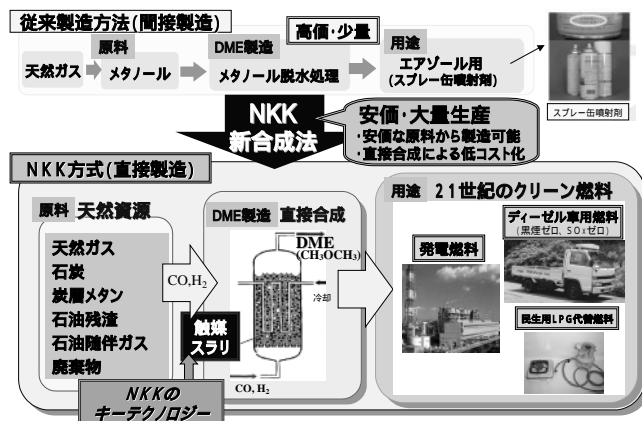 従来製造方法(間接製造)
高価・少量
原料
DME製造
用途
天然ガス
メタノール
メタノール脱水処理
エアゾール用
(スプレー缶噴射剤)
スプレー缶噴射剤
NKK
新合成法
安価・大量生産
・安価な原料から製造可能
・直接合成による低コスト化
NKK方式(直接製造)
原料 天然資源
天然ガス
石炭
炭層メタン
石油残渣
石油随伴ガス
廃棄物
CO,H2
触媒
スラリ
NKKの
キーテクノロジー
DME製造 直接合成
DME
(CH3OCH3)
冷却
CO, H2
用途 21世紀のクリーン燃料
発電燃料
ディーゼル車用燃料
(黒煙ゼロ、SOxゼロ)
民生用LPG代替燃料